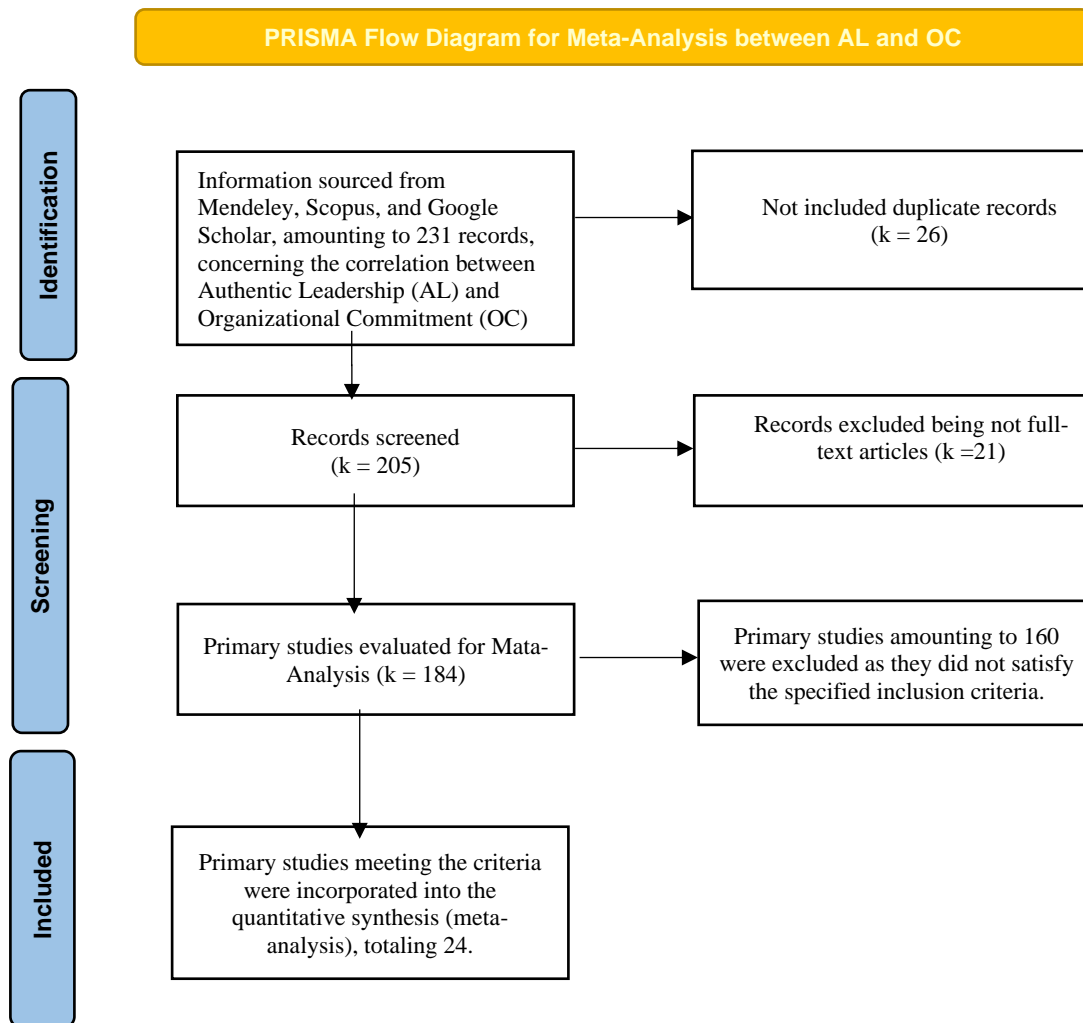 PRISMA Flow Diagram for Meta-Analysis between AL and OC
Identification
Information sourced from
Mendeley, Scopus, and Google
Scholar, amounting to 231 records,
concerning the correlation between
Authentic Leadership (AL) and
Organizational Commitment (OC)
Not included duplicate records
(k = 26)
Screening
Records screened
(k = 205)
Records excluded being not full-
text articles (k =21)
Primary studies evaluated for Mata-
Analysis (k = 184)
Primary studies amounting to 160
were excluded as they did not satisfy
the specified inclusion criteria.
Included
Primary studies meeting the criteria
were incorporated into the
quantitative synthesis (meta-
analysis), totaling 24.